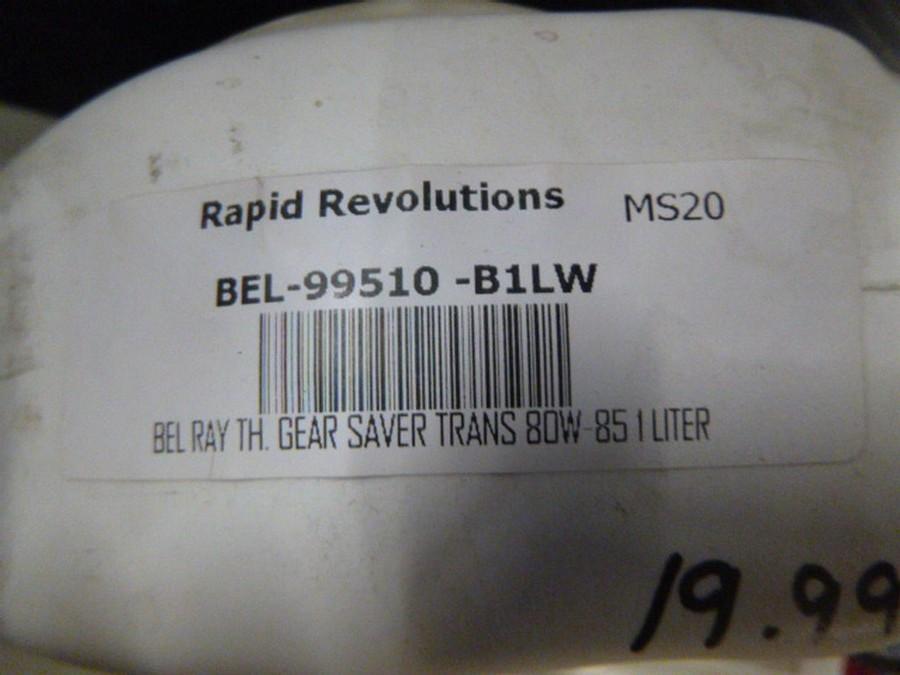 Rapid Revolutions MS20
BEL-99510 -B1LW
BEL RAY TH. GEAR SAVER TRANS 80W-85 1 LITER
19.99